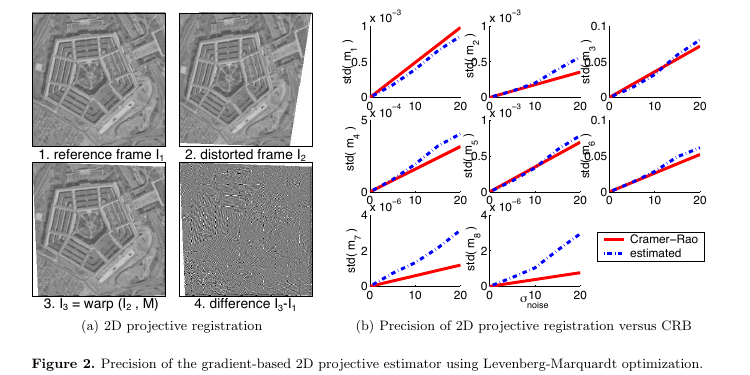 1. reference frame I1
2. distorted frame I2
3. I3 = warp (I2 , M)
4. difference I3-I1
(a) 2D projective registration
x 10−3
1
0.5
0
0 10 20
std( m1 )
x 10−3
1
0.5
0
0 10 20
std( m2 )
0.1
0.05
0
0 10 20
std( m3 )
x 10−4
5
0
0 10 20
std( m4 )
x 10−3
1
0.5
0
0 10 20
std( m5 )
0.1
0.05
0
0 10 20
std( m6 )
x 10−6
4
2
0
0 10 20
std( m7 )
x 10−6
4
2
0
0 10 20
std( m8 )
σnoise
Cramer−Rao
estimated
(b) Precision of 2D projective registration versus CRB
Figure 2. Precision of the gradient-based 2D projective estimator using Levenberg-Marquardt optimization.